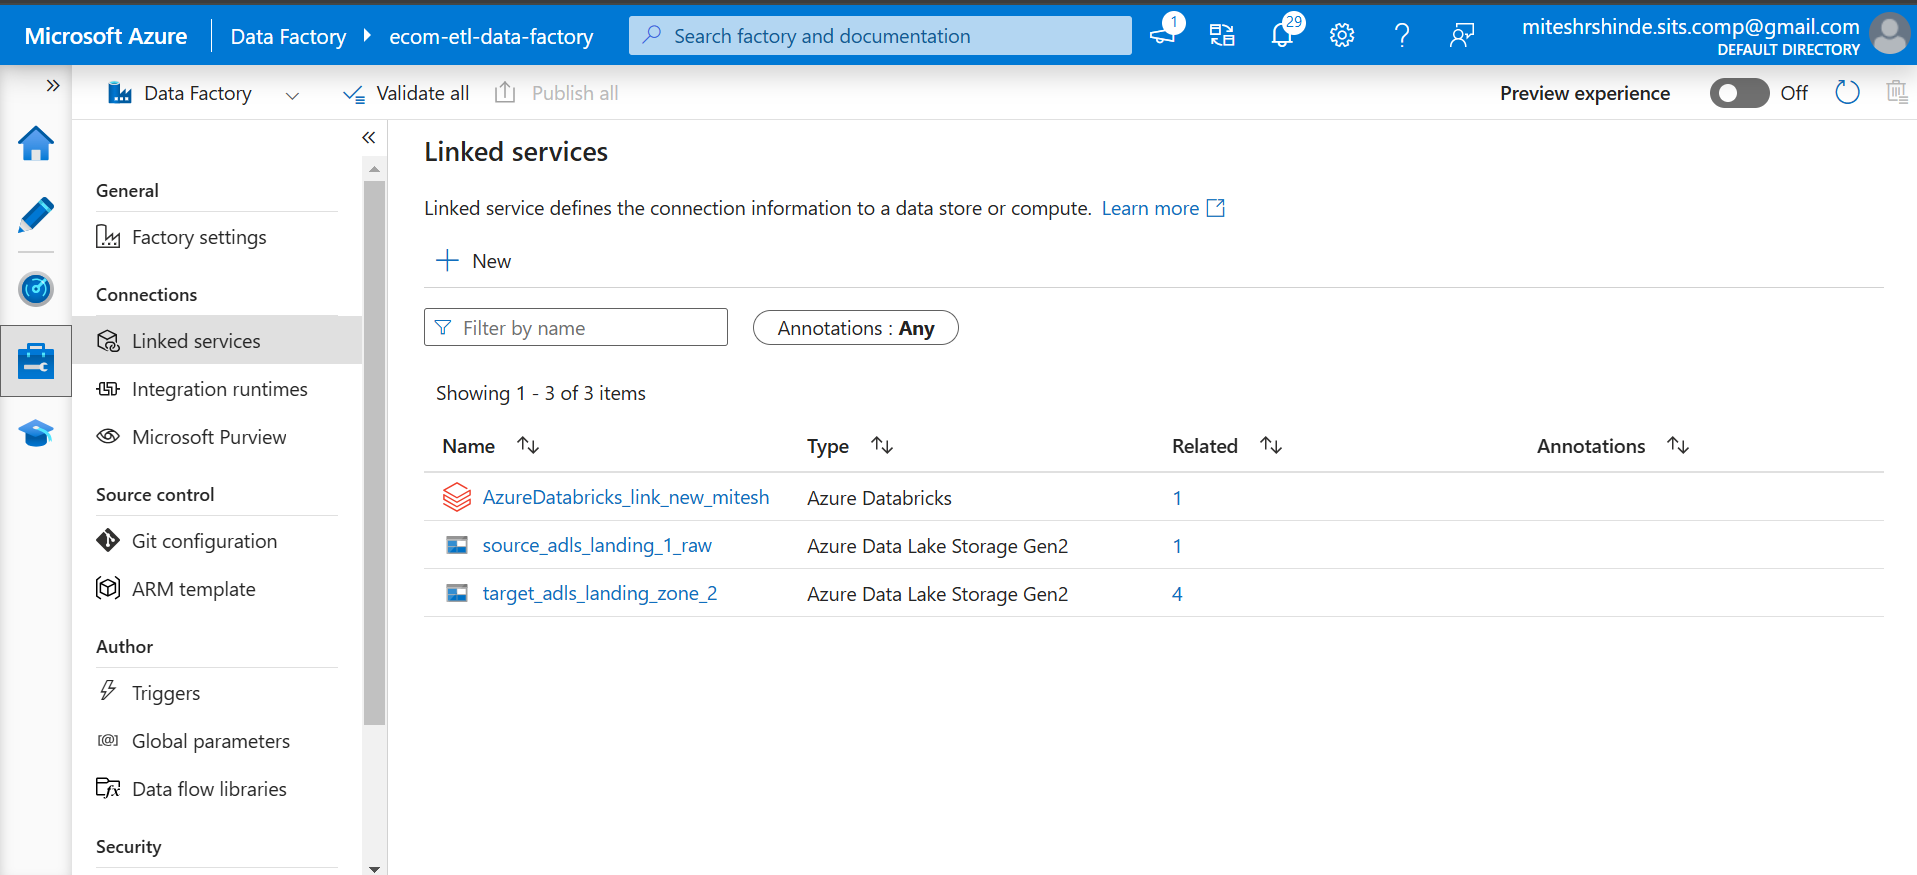 Microsoft Azure Data Factory ecom-etl-data-factory Search factory and documentation 1 29 miteshrshinde.sits.comp@gmail.com
DEFAULT DIRECTORY
Data Factory Validate all Publish all Preview experience Off
General
Factory settings
Connections
Linked services
Integration runtimes
Microsoft Purview
Source control
Git configuration
ARM template
Author
Triggers
Global parameters
Data flow libraries
Security
Linked services
Linked service defines the connection information to a data store or compute. Learn more
New
Filter by name Annotations : Any
Showing 1 - 3 of 3 items
Name Type Related Annotations
AzureDatabricks_link_new_mitesh Azure Databricks 1
source_adls_landing_1_raw Azure Data Lake Storage Gen2 1
target_adls_landing_zone_2 Azure Data Lake Storage Gen2 4